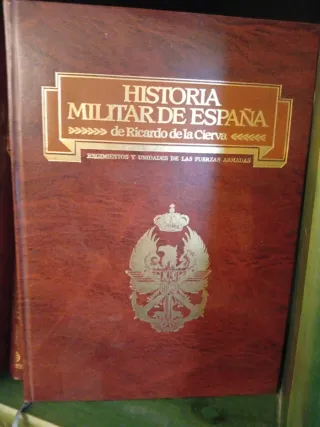 HISTORIA
MILITAR DE ESPAÑA
de Ricardo de la Cierva
REGIMIENTOS Y UNIDADES DE LAS FUERZAS ARMADAS